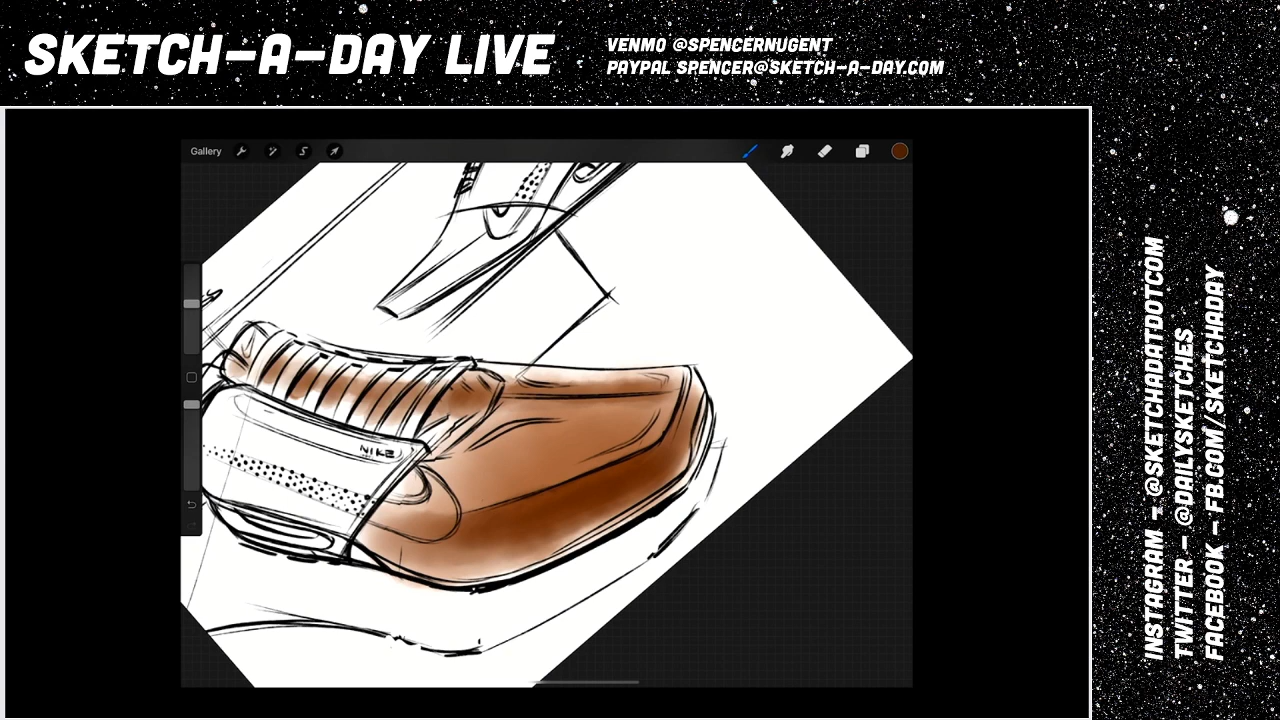 SKETCH-A-DAY LIVE
VENMO @SPENCERNUGENT
PAYPAL SPENCER@SKETCH-A-DAY.COM
Gallery
NIKE
INSTAGRAM - @SKETCHADAYDOTCOM
TWITTER - @DAILYSKETCHES
FACEBOOK - FB.COM/SKETCHADAY